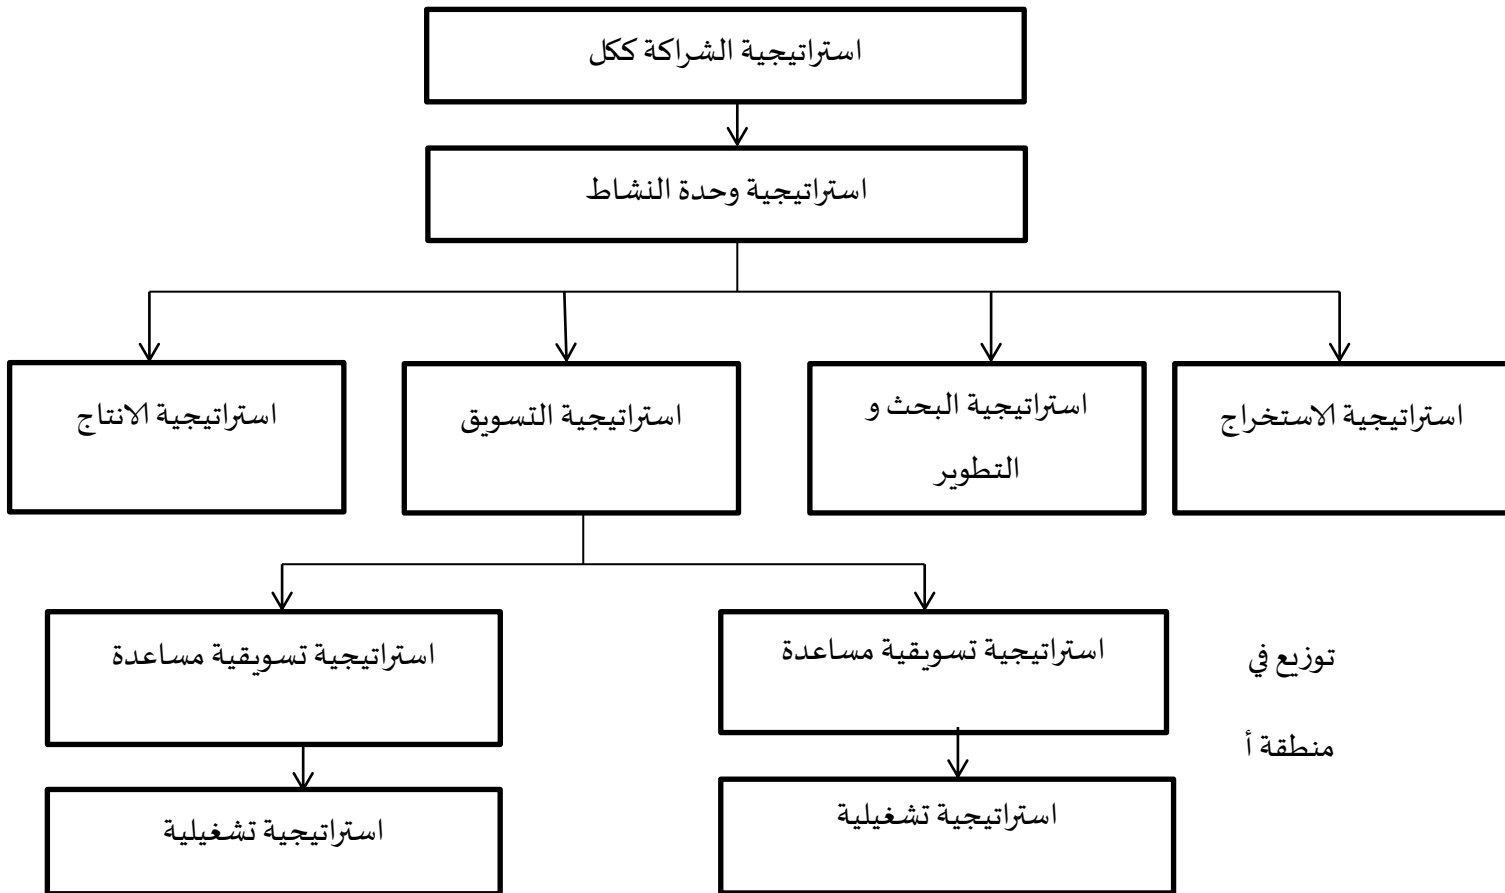 استراتيجية الشراكة ككل
استراتيجية وحدة النشاط
استراتيجية الاستخراج
استراتيجية البحث و
التطوير
استراتيجية التسويق
استراتيجية الانتاج
توزيع في
منطقة أ
استراتيجية تسويقية مساعدة
استراتيجية تسويقية مساعدة
استراتيجية تشغيلية
استراتيجية تشغيلية